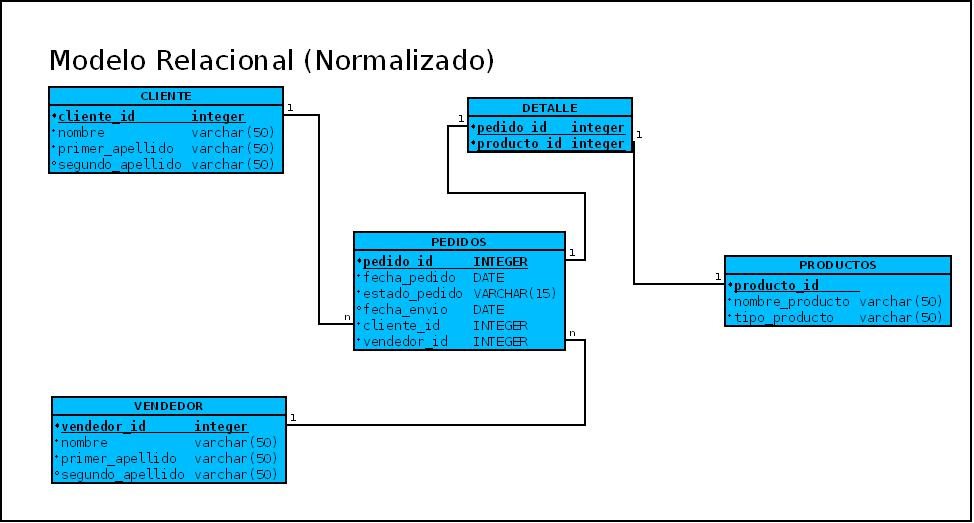 Modelo Relacional (Normalizado)
CLIENTE
cliente_id integer
nombre varchar(50)
primer_apellido varchar(50)
segundo_apellido varchar(50)
1
DETALLE
pedido_id integer
producto_id integer
1
1
PEDIDOS
pedido_id INTEGER
fecha_pedido DATE
estado_pedido VARCHAR(15)
fecha_envio DATE
cliente_id INTEGER
vendedor_id INTEGER
1
n
n
PRODUCTOS
producto_id
nombre_producto varchar(50)
tipo_producto varchar(50)
1
VENDEDOR
vendedor_id integer
nombre varchar(50)
primer_apellido varchar(50)
segundo_apellido varchar(50)
1